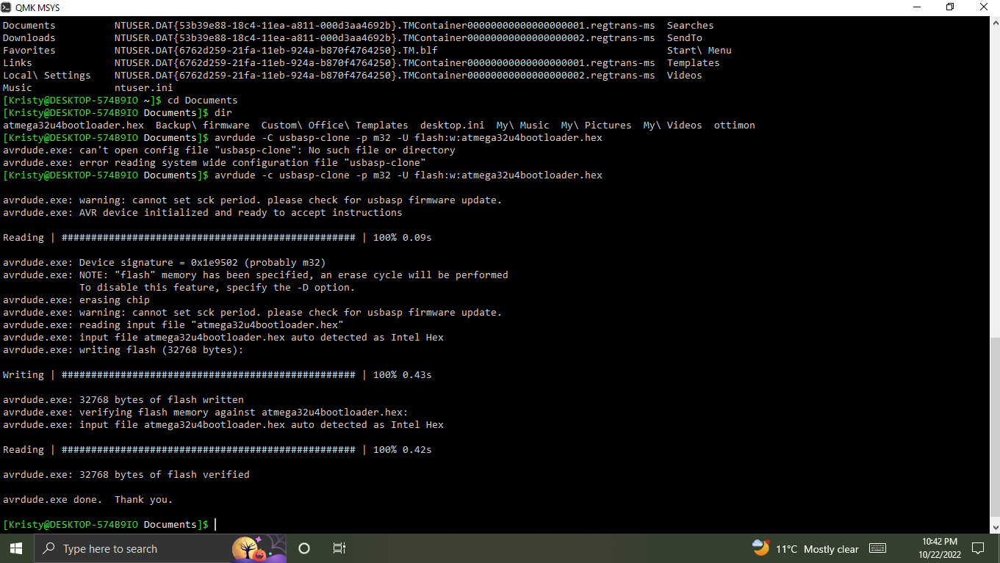 QMK MSYS
Documents NTUSER.DAT{53b39e88-18c4-11ea-a811-000d3aa4692b}.TMContainer00000000000000000001.regtrans-ms Searches
Downloads NTUSER.DAT{53b39e88-18c4-11ea-a811-000d3aa4692b}.TMContainer00000000000000000002.regtrans-ms SendTo
Favorites NTUSER.DAT{6762d259-21fa-11eb-924a-b870f4764250}.TM.blf Start\ Menu
Links NTUSER.DAT{6762d259-21fa-11eb-924a-b870f4764250}.TMContainer00000000000000000001.regtrans-ms Templates
Local\ Settings NTUSER.DAT{6762d259-21fa-11eb-924a-b870f4764250}.TMContainer00000000000000000002.regtrans-ms Videos
Music ntuser.ini
[Kristy@DESKTOP-574B9IO ~]$ cd Documents
[Kristy@DESKTOP-574B9IO Documents]$ dir
atmega32u4bootloader.hex Backup\ firmware Custom\ Office\ Templates desktop.ini My\ Music My\ Pictures My\ Videos ottimon
[Kristy@DESKTOP-574B9IO Documents]$ avrdude -C usbasp-clone -p m32 -U flash:w:atmega32u4bootloader.hex
avrdude.exe: can't open config file "usbasp-clone": No such file or directory
avrdude.exe: error reading system wide configuration file "usbasp-clone"
[Kristy@DESKTOP-574B9IO Documents]$ avrdude -c usbasp-clone -p m32 -U flash:w:atmega32u4bootloader.hex
avrdude.exe: warning: cannot set sck period. please check for usbasp firmware update.
avrdude.exe: AVR device initialized and ready to accept instructions
Reading | ################################################## | 100% 0.09s
avrdude.exe: Device signature = 0x1e9502 (probably m32)
avrdude.exe: NOTE: "flash" memory has been specified, an erase cycle will be performed
To disable this feature, specify the -D option.
avrdude.exe: erasing chip
avrdude.exe: warning: cannot set sck period. please check for usbasp firmware update.
avrdude.exe: reading input file "atmega32u4bootloader.hex"
avrdude.exe: input file atmega32u4bootloader.hex auto detected as Intel Hex
avrdude.exe: writing flash (32768 bytes):
Writing | ################################################## | 100% 0.43s
avrdude.exe: 32768 bytes of flash written
avrdude.exe: verifying flash memory against atmega32u4bootloader.hex:
avrdude.exe: input file atmega32u4bootloader.hex auto detected as Intel Hex
Reading | ################################################## | 100% 0.42s
avrdude.exe: 32768 bytes of flash verified
avrdude.exe done. Thank you.
[Kristy@DESKTOP-574B9IO Documents]$
Type here to search
11°C Mostly clear
10:42 PM
10/22/2022